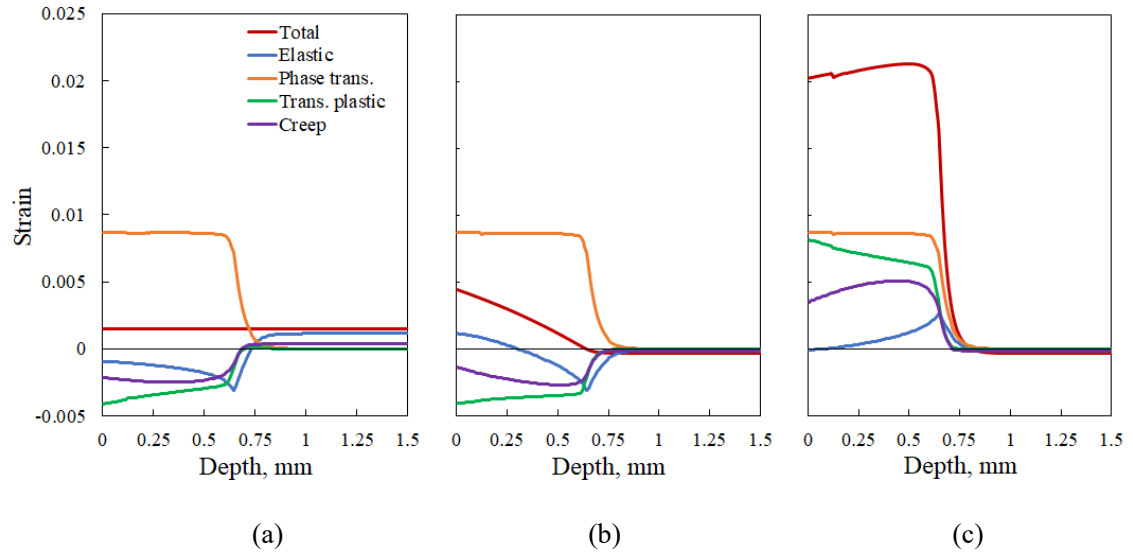 0.025
0.02
0.015
0.01
0.005
0
-0.005
Strain
Total
Elastic
Phase trans.
Trans. plastic
Creep
0 0.25 0.5 0.75 1 1.25 1.5
0 0.25 0.5 0.75 1 1.25 1.5
0 0.25 0.5 0.75 1 1.25 1.5
Depth, mm
Depth, mm
Depth, mm
(a)
(b)
(c)